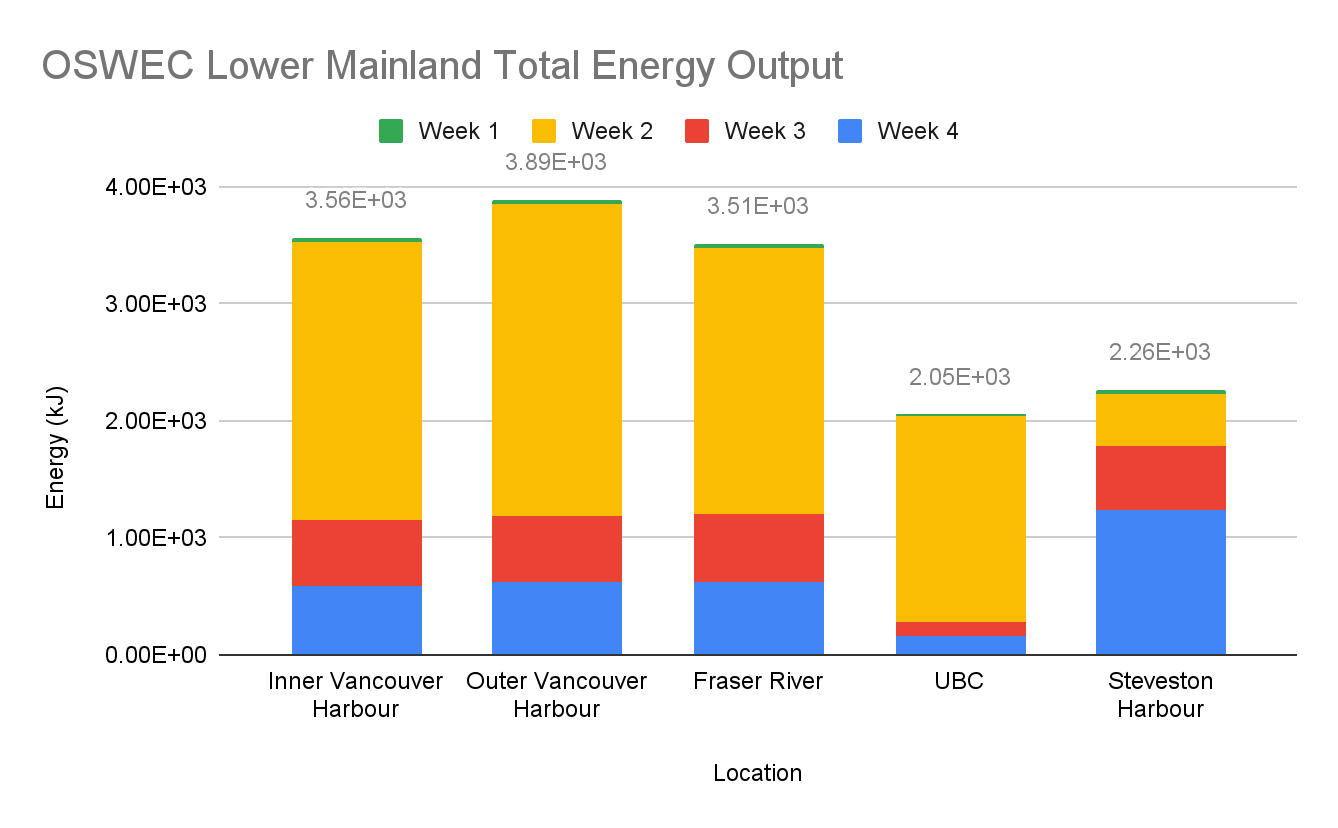 OSWEC Lower Mainland Total Energy Output
Week 1 Week 2 Week 3 Week 4
3.89E+03
4.00E+03
3.56E+03
3.51E+03
3.00E+03
2.26E+03
2.05E+03
2.00E+03
1.00E+03
0.00E+00
Energy (kJ)
Inner Vancouver
Harbour
Outer Vancouver
Harbour
Fraser River
UBC
Steveston
Harbour
Location